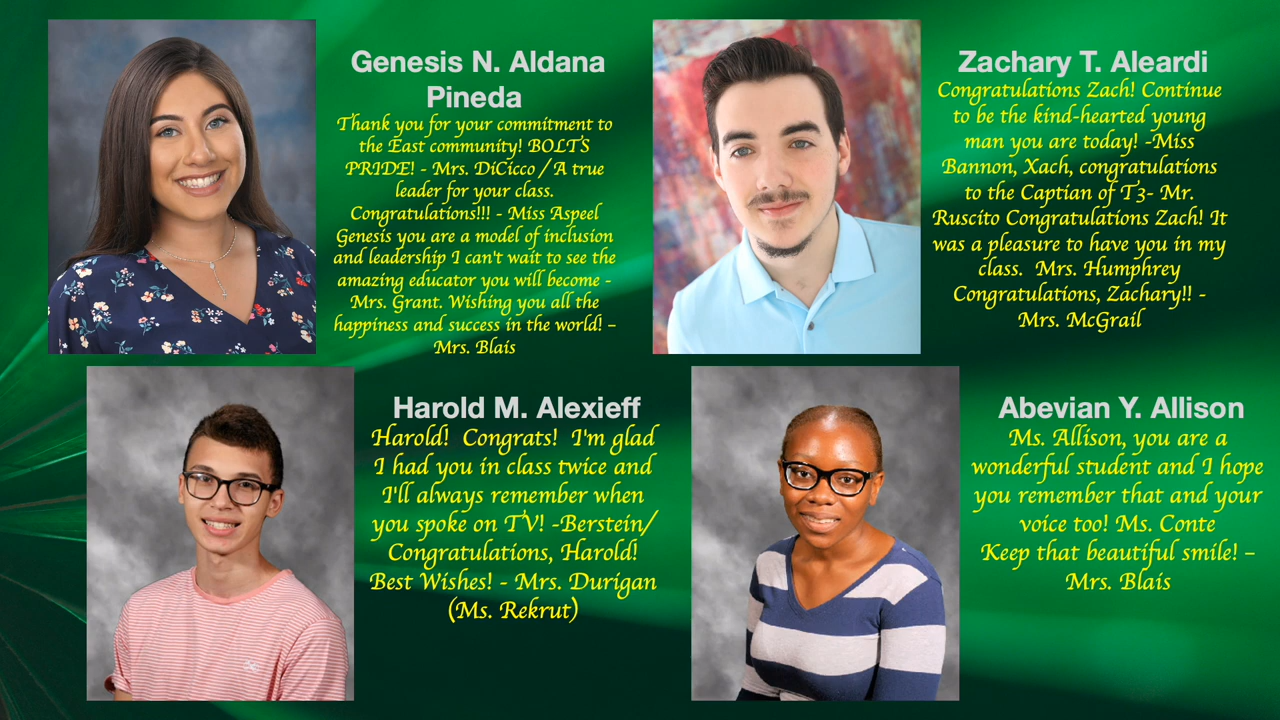 Genesis N. Aldana
Pineda
Thank you for your commitment to
the East community! BOLTS
PRIDE! - Mrs. DiCicco / A true
leader for your class.
Congratulations!!! - Miss Aspeel
Genesis you are a model of inclusion
and leadership I can't wait to see the
amazing educator you will become -
Mrs. Grant. Wishing you all the
happiness and success in the world! –
Mrs. Blais
Zachary T. Aleardi
Congratulations Zach! Continue
to be the kind-hearted young
man you are today! -Miss
Bannon, Xach, congratulations
to the Captian of T3- Mr.
Ruscito Congratulations Zach! It
was a pleasure to have you in my
class.  Mrs. Humphrey
Congratulations, Zachary!! -
Mrs. McGrail
Harold M. Alexieff
Harold!  Congrats!  I'm glad
I had you in class twice and
I'll always remember when
you spoke on TV! -Berstein/
Congratulations, Harold!
Best Wishes! - Mrs. Durigan
(Ms. Rekrut)
Abevian Y. Allison
Ms. Allison, you are a
wonderful student and I hope
you remember that and your
voice too! Ms. Conte
Keep that beautiful smile! –
Mrs. Blais